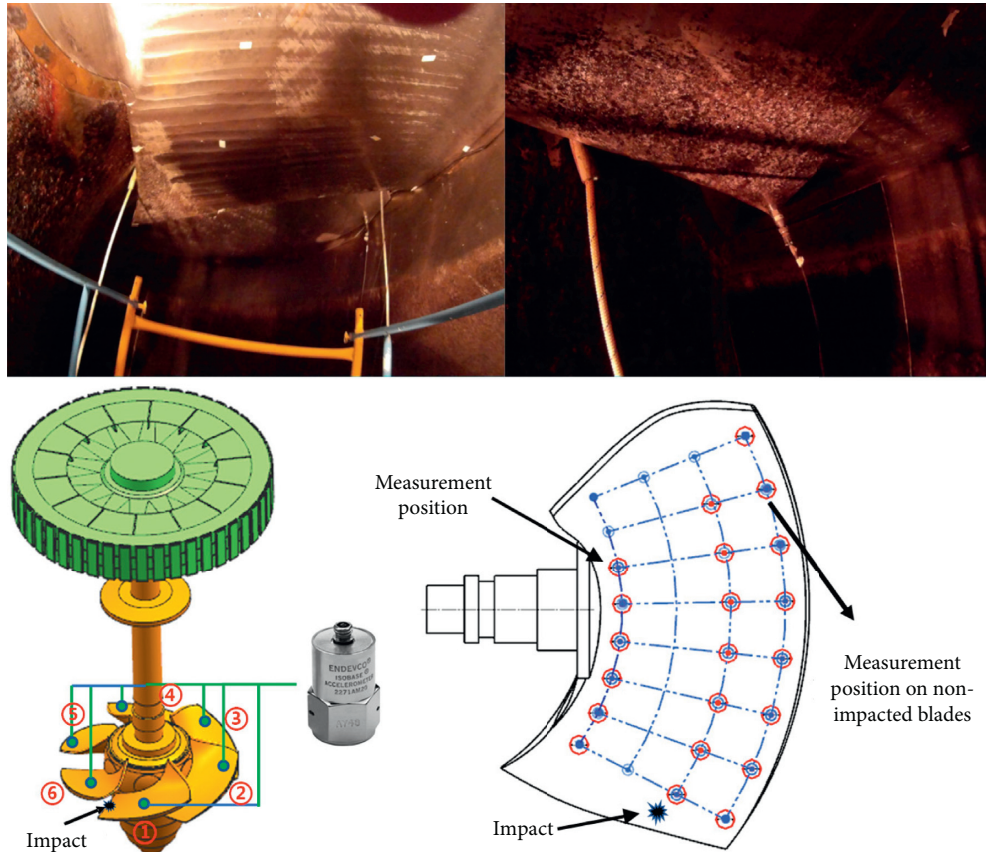 Measurement
position
④
⑤
③
ENDEVCO®
ISOBASE®
ACCELEROMETER
⑥
②
①
Impact
Impact
Measurement
position on non-
impacted blades